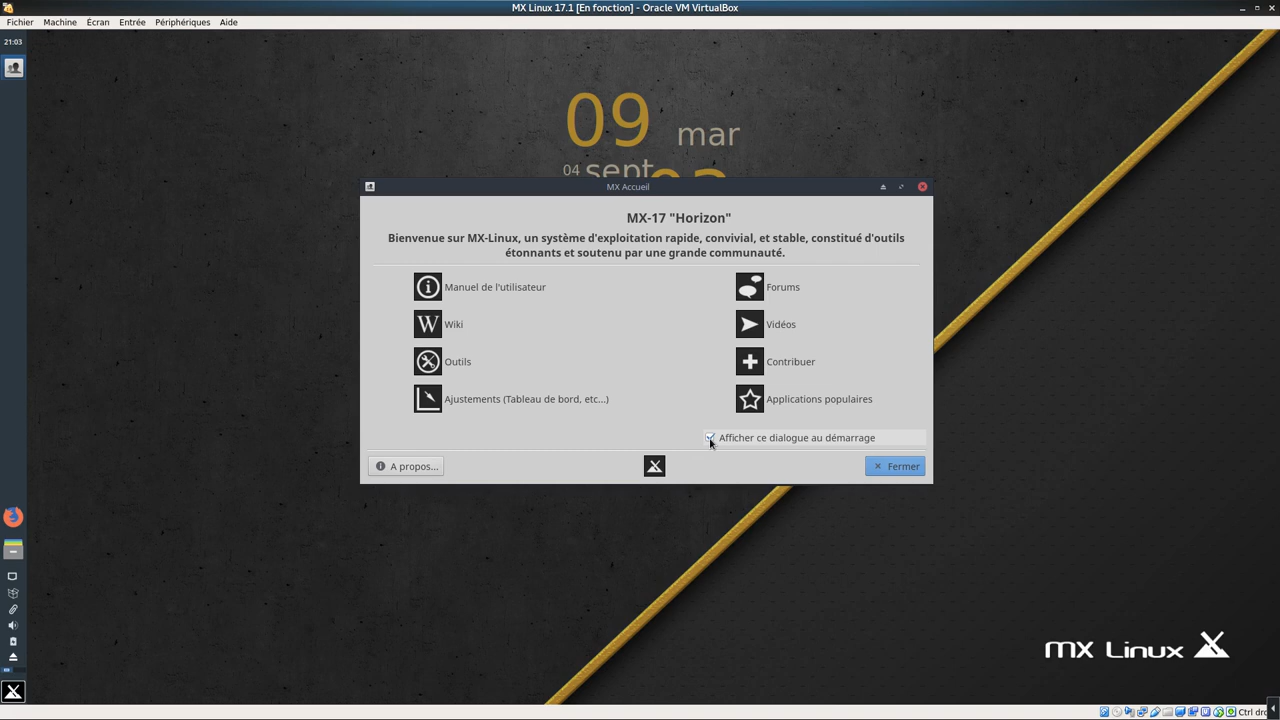 MX Linux 17.1 [En fonction] - Oracle VM VirtualBox
Fichier Machine Écran Entrée Périphériques Aide
21:03
09 mar
04 sept
MX Accueil
MX-17 "Horizon"
Bienvenue sur MX-Linux, un système d'exploitation rapide, convivial, et stable, constitué d'outils
étonnants et soutenu par une grande communauté.
Manuel de l'utilisateur
Forums
Wiki
Vidéos
Outils
Contribuer
Ajustements (Tableau de bord, etc...)
Applications populaires
Afficher ce dialogue au démarrage
A propos...
Fermer
mx Linux
Ctrl